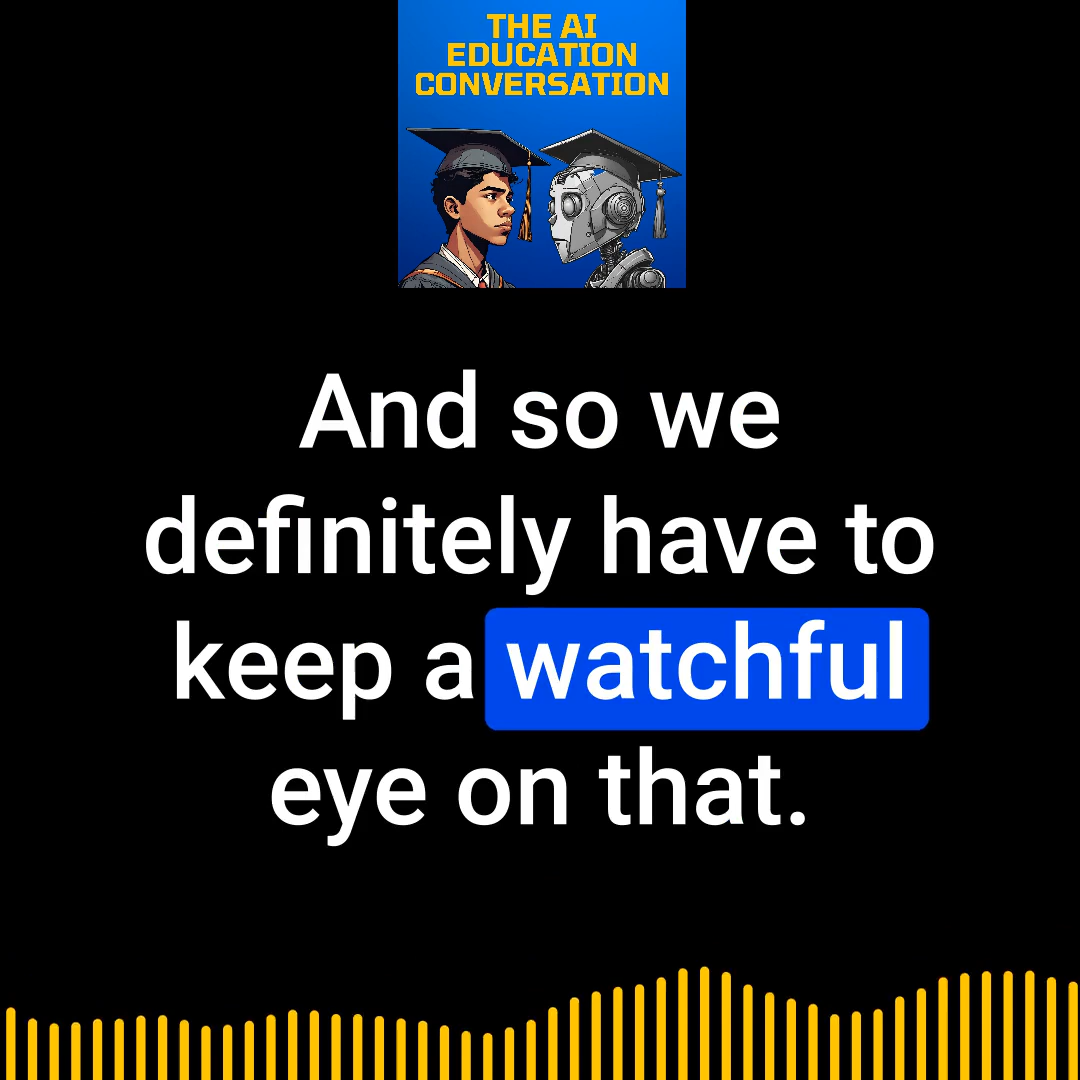 THE AI
EDUCATION
CONVERSATION
And so we
definitely have to
keep a watchful
eye on that.